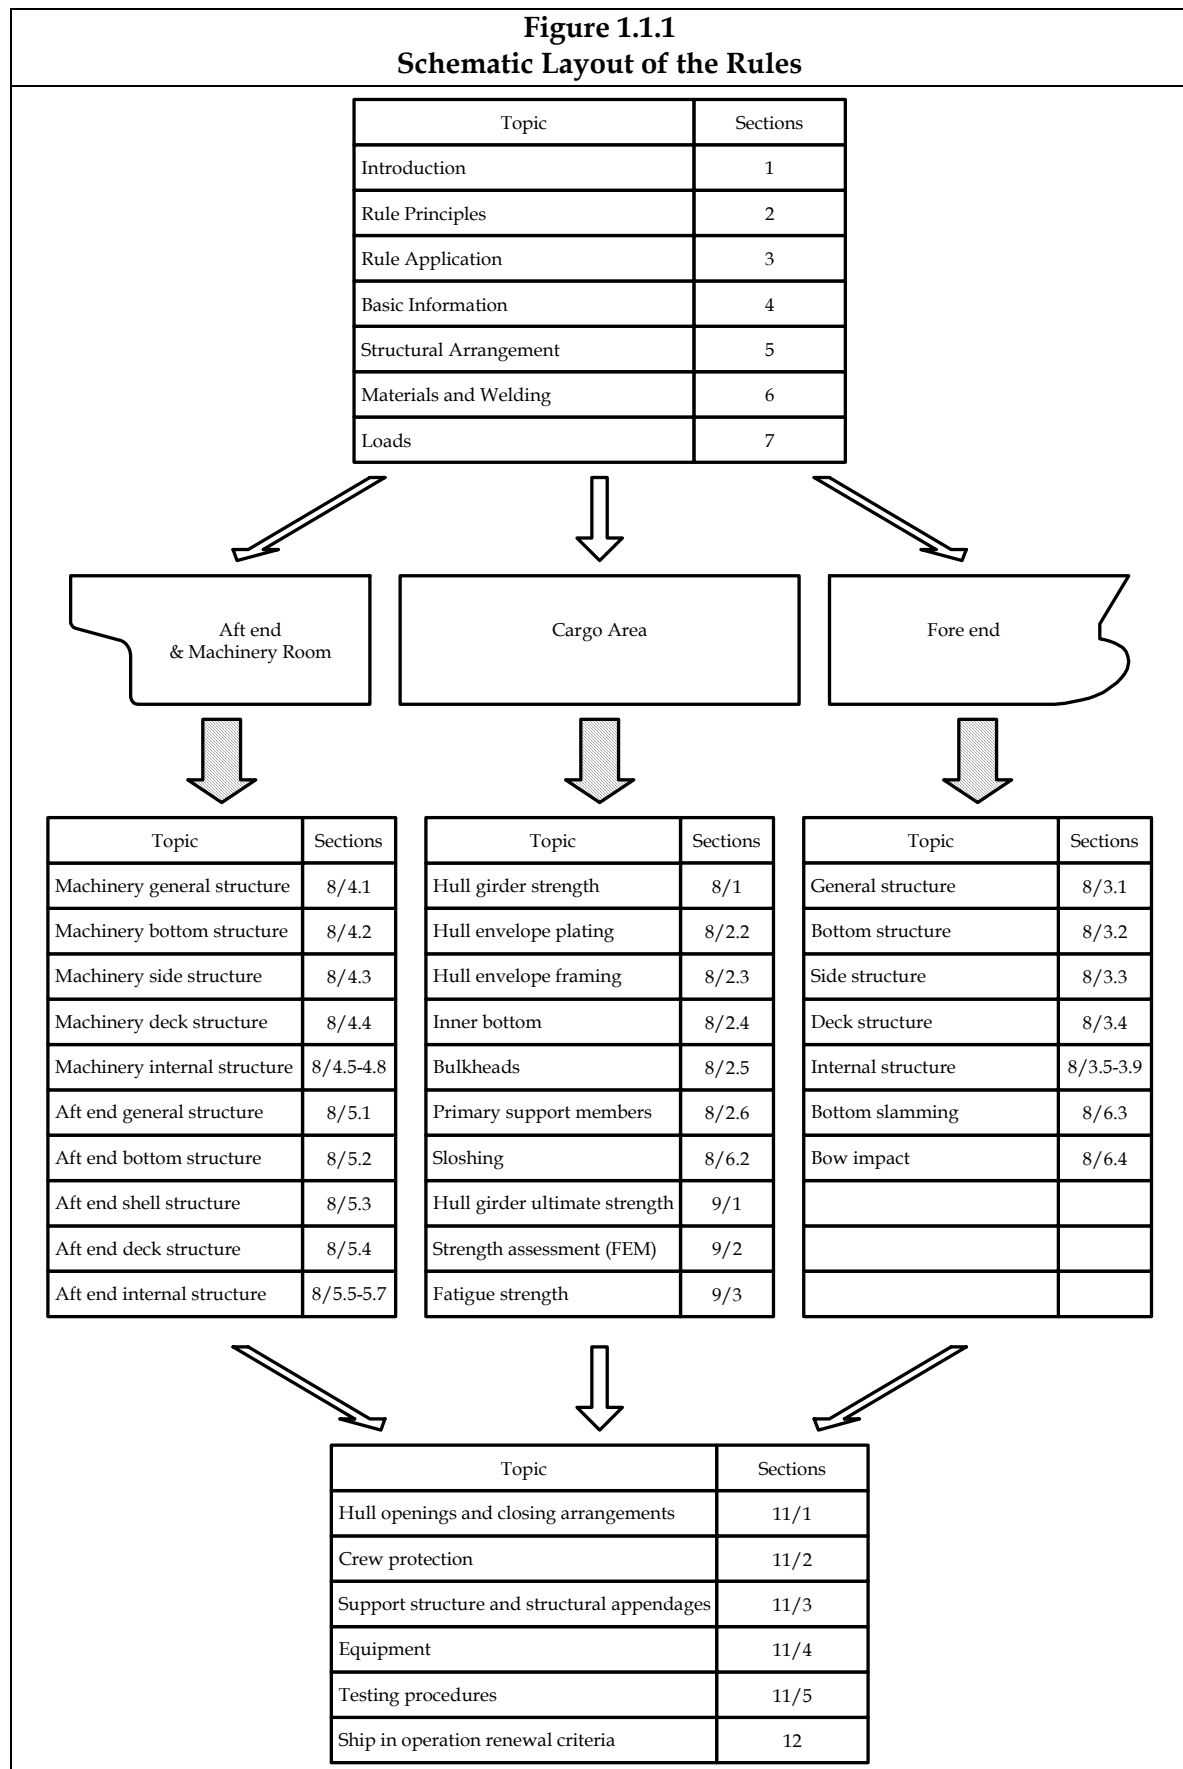 Figure 1.1.1
Schematic Layout of the Rules
Topic Sections
Introduction 1
Rule Principles 2
Rule Application 3
Basic Information 4
Structural Arrangement 5
Materials and Welding 6
Loads 7
Aft end
& Machinery Room
Cargo Area
Fore end
Topic Sections
Machinery general structure 8/4.1
Machinery bottom structure 8/4.2
Machinery side structure 8/4.3
Machinery deck structure 8/4.4
Machinery internal structure 8/4.5-4.8
Aft end general structure 8/5.1
Aft end bottom structure 8/5.2
Aft end shell structure 8/5.3
Aft end deck structure 8/5.4
Aft end internal structure 8/5.5-5.7
Topic Sections
Hull girder strength 8/1
Hull envelope plating 8/2.2
Hull envelope framing 8/2.3
Inner bottom 8/2.4
Bulkheads 8/2.5
Primary support members 8/2.6
Sloshing 8/6.2
Hull girder ultimate strength 9/1
Strength assessment (FEM) 9/2
Fatigue strength 9/3
Topic Sections
General structure 8/3.1
Bottom structure 8/3.2
Side structure 8/3.3
Deck structure 8/3.4
Internal structure 8/3.5-3.9
Bottom slamming 8/6.3
Bow impact 8/6.4
Topic Sections
Hull openings and closing arrangements 11/1
Crew protection 11/2
Support structure and structural appendages 11/3
Equipment 11/4
Testing procedures 11/5
Ship in operation renewal criteria 12